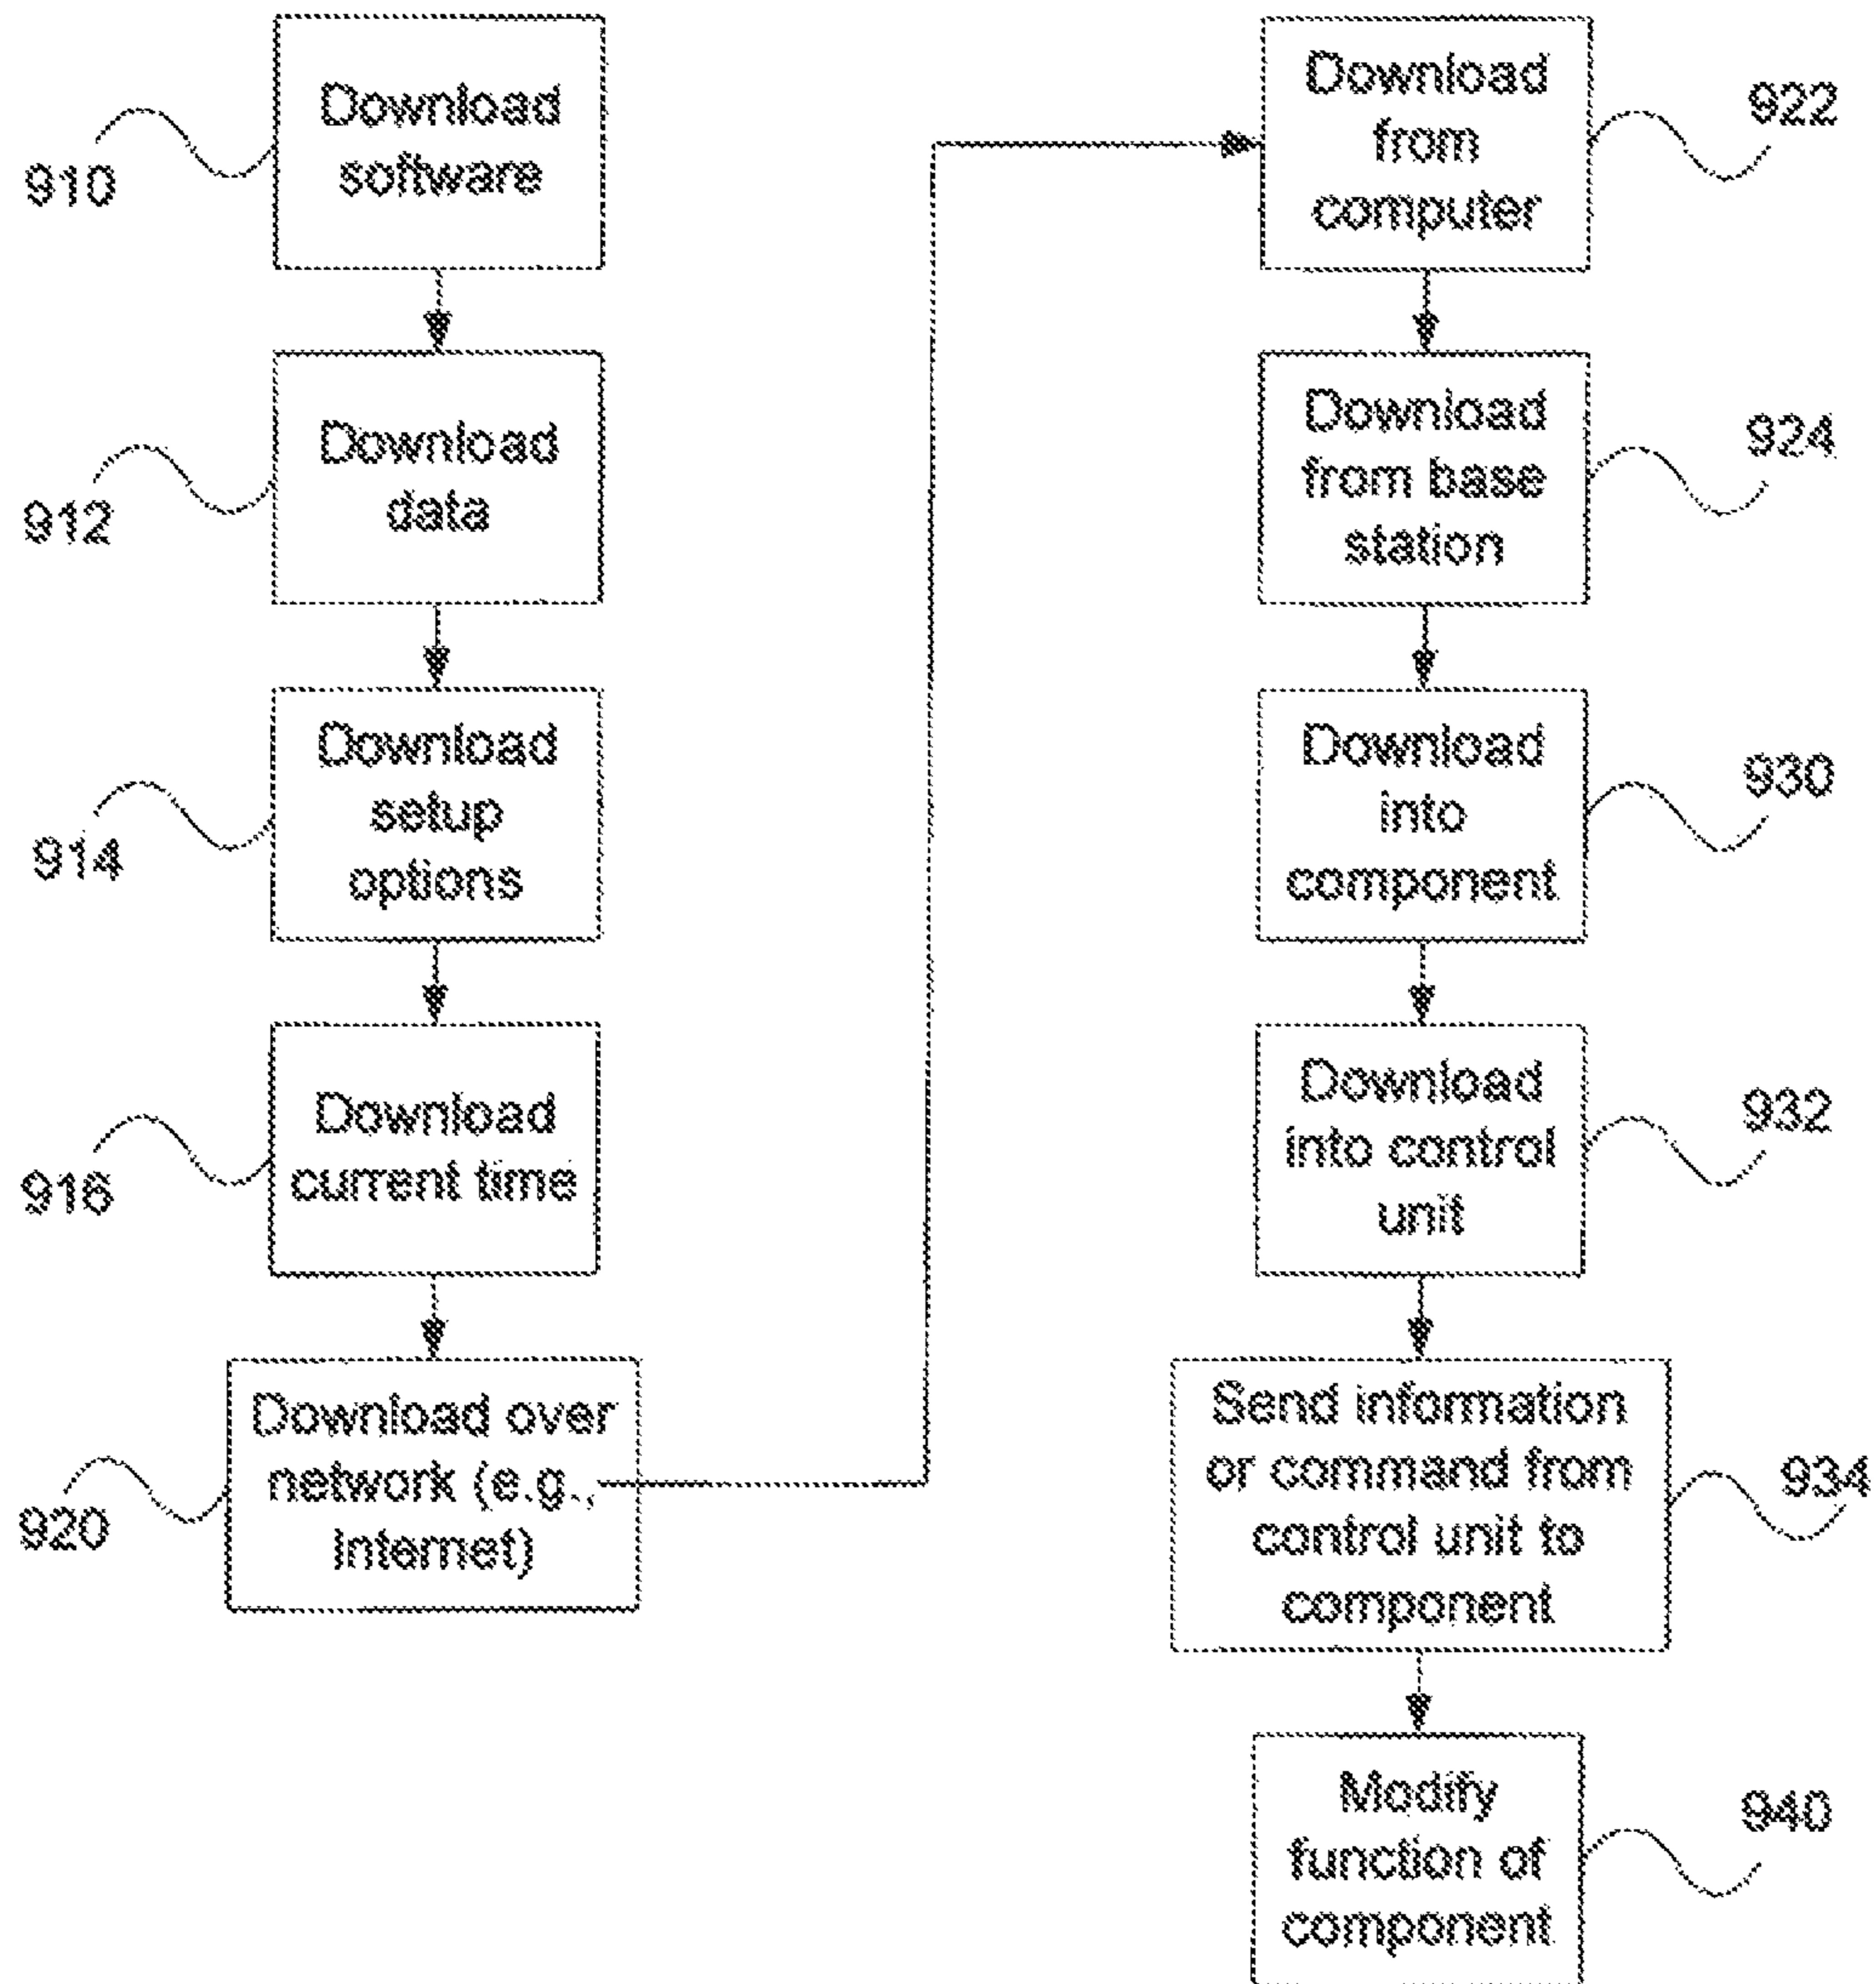 Download
software
910
Download
data
912
Download
setup
options
914
Download
current time
916
Download over
network (e.g.,
Internet)
920
Download
from
computer
922
Download
from base
station
924
Download
into
component
930
Download
into control
unit
932
Send information
or command from
control unit to
component
934
Modify
function of
component
940